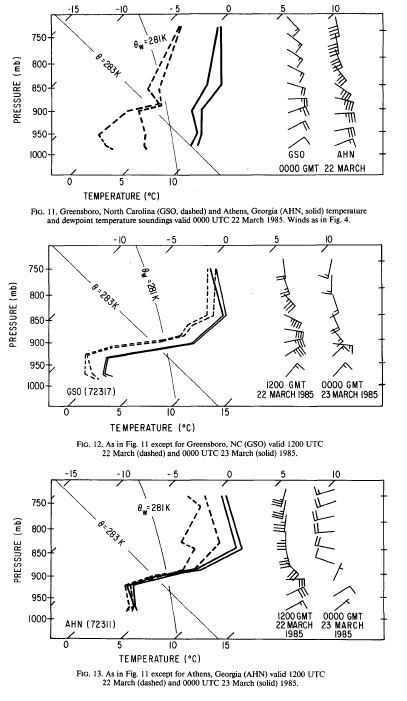 -15 -10 -5 0 5 10
750
800
850
900
950
1000
PRESSURE (mb)
θ=283K
θw=281K
GSO AHN
0000 GMT 22 MARCH
0 5 10
TEMPERATURE (°C)
FIG. 11. Greensboro, North Carolina (GSO, dashed) and Athens, Georgia (AHN, solid) temperature
and dewpoint temperature soundings valid 0000 UTC 22 March 1985. Winds as in Fig. 4.
-10 -5 0 5 10
750
800
850
900
950
1000
PRESSURE (mb)
θ=283K
θw=281K
GSO (72317)
1200 GMT
22 MARCH
1985
0000 GMT
23 MARCH
1985
0 5 10 15
TEMPERATURE (°C)
FIG. 12. As in Fig. 11 except for Greensboro, NC (GSO) valid 1200 UTC
22 March (dashed) and 0000 UTC 23 March (solid) 1985.
-15 -10 -5 0 5 10
750
800
850
900
950
1000
PRESSURE (mb)
θ=283K
θw=281K
AHN (72311)
1200 GMT
22 MARCH
1985
0000 GMT
23 MARCH
1985
0 5 10 15
TEMPERATURE (°C)
FIG. 13. As in Fig. 11 except for Athens, Georgia (AHN) valid 1200 UTC
22 March (dashed) and 0000 UTC 23 March (solid) 1985.